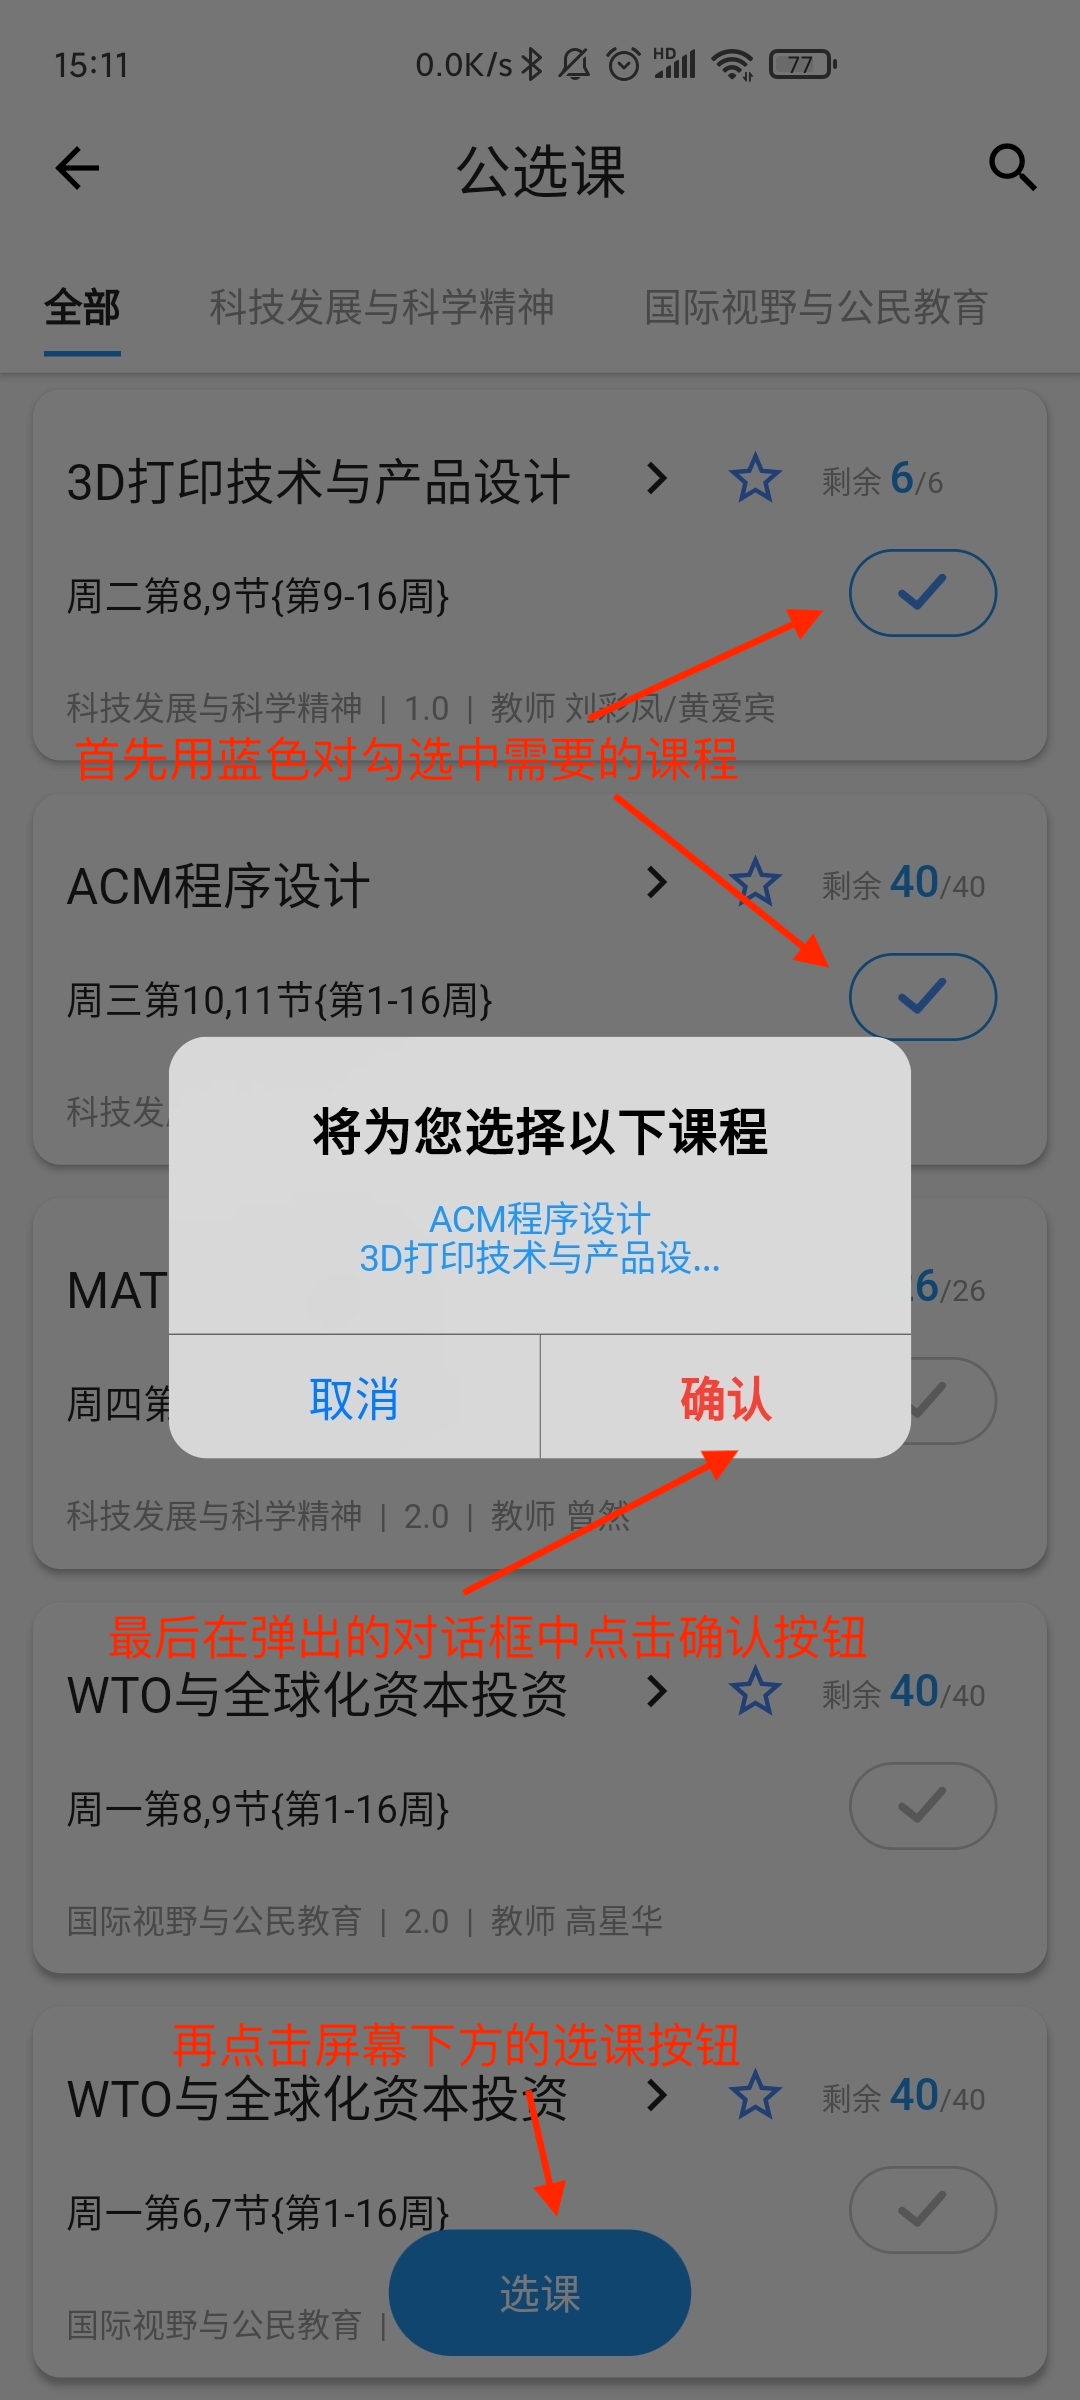 15:11 0.0K/s HD 77
公选课
全部 科技发展与科学精神 国际视野与公民教育
3D打印技术与产品设计 剩余 6/6
周二第8,9节{第9-16周}
科技发展与科学精神 | 1.0 | 教师 刘彩凤/黄爱宾
首先用蓝色对勾选中需要的课程
ACM程序设计 剩余 40/40
周三第10,11节{第1-16周}
科技发
将为您选择以下课程
ACM程序设计
3D打印技术与产品设...
MAT 6/26
取消 确认
周四第
科技发展与科学精神 | 2.0 | 教师 曾然
最后在弹出的对话框中点击确认按钮
WTO与全球化资本投资 剩余 40/40
周一第8,9节{第1-16周}
国际视野与公民教育 | 2.0 | 教师 高星华
再点击屏幕下方的选课按钮
WTO与全球化资本投资 剩余 40/40
周一第6,7节{第1-16周}
选课
国际视野与公民教育 |